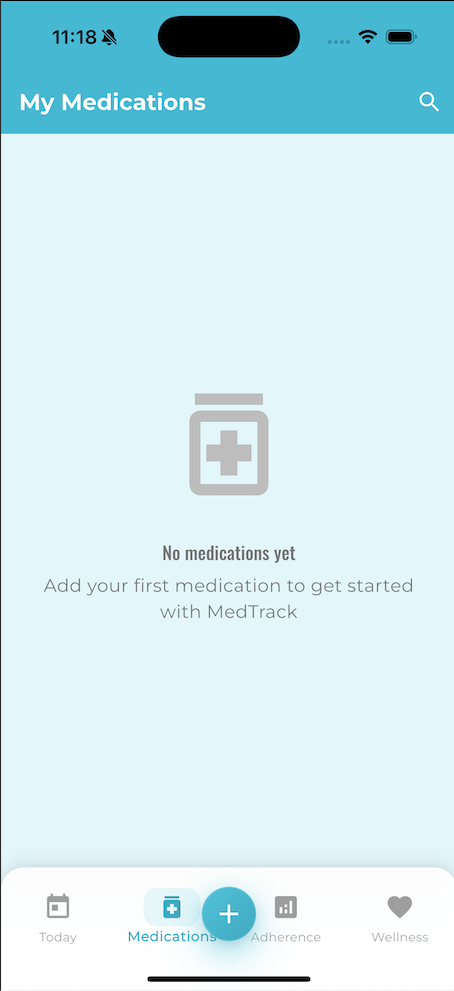 11:18
My Medications
No medications yet
Add your first medication to get started
with MedTrack
Today
Medications
Adherence
Wellness